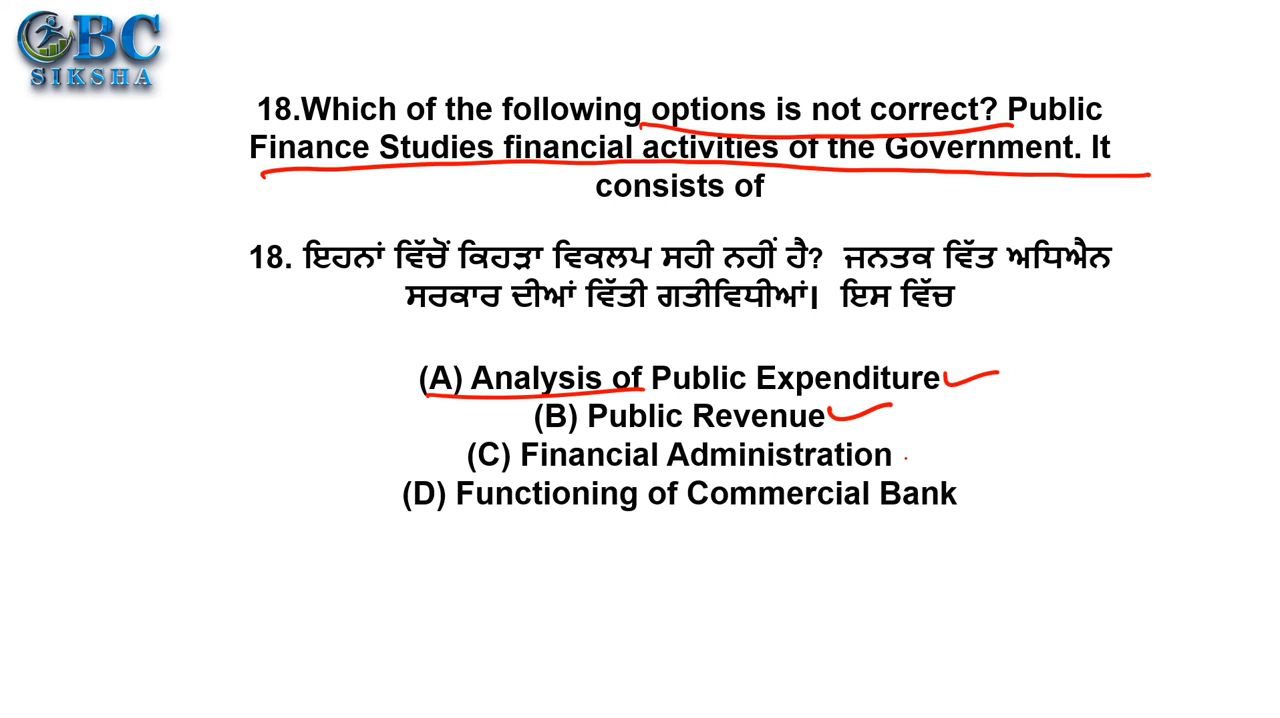 BC
SIKSHA
18.Which of the following options is not correct? Public
Finance Studies financial activities of the Government. It
consists of
18. ਇਹਨਾਂ ਵਿੱਚੋਂ ਕਿਹੜਾ ਵਿਕਲਪ ਸਹੀ ਨਹੀਂ ਹੈ? ਜਨਤਕ ਵਿੱਤ ਅਧਿਐਨ
ਸਰਕਾਰ ਦੀਆਂ ਵਿੱਤੀ ਗਤੀਵਿਧੀਆਂ। ਇਸ ਵਿੱਚ
(A) Analysis of Public Expenditure
(B) Public Revenue
(C) Financial Administration
(D) Functioning of Commercial Bank